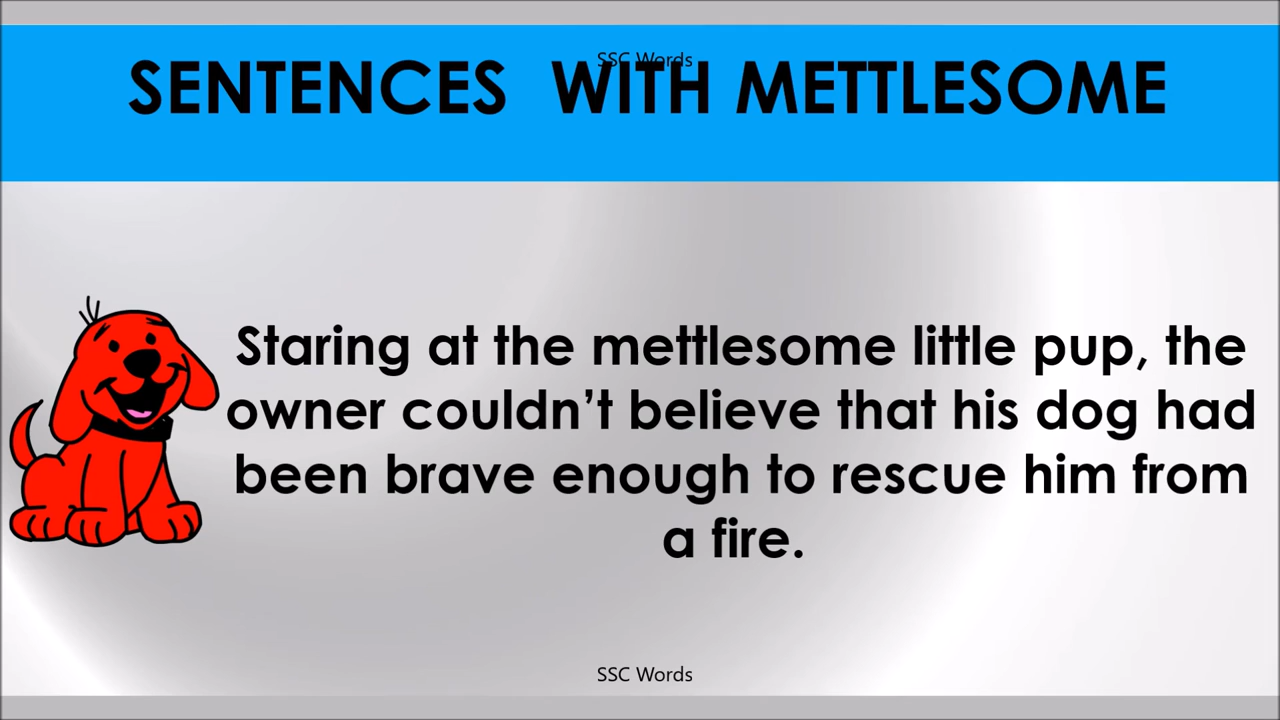 SSC Words
SENTENCES  WITH METTLESOME
Staring at the mettlesome little pup, the
owner couldn’t believe that his dog had
been brave enough to rescue him from
a fire.
SSC Words